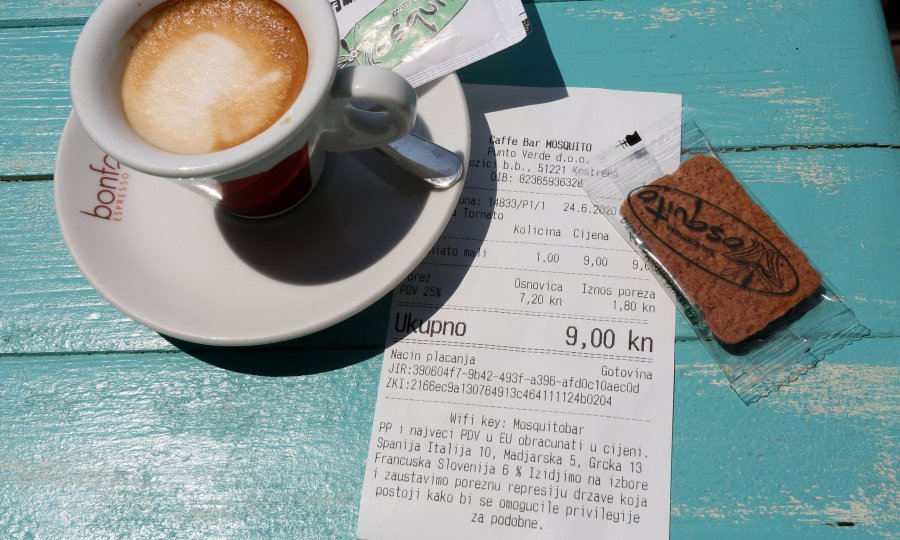 bonfa
ESPRESSO
Caffe Bar MOSQUITO
Punto Verde d.o.o.
b.b., 51221 Kostrena
OIB: 8236593632
14833/P1/1 24.6.2020
Tornato
Kolicina Cijena
mali 1,00 9,00
Osnovica Iznos poreza
PDV 25% 7,20 kn 1,80 kn
Ukupno 9,00 kn
Nacin placanja Gotovina
JIR:390604f7-9b42-493f-a396-afd0c10aec0d
ZKI:2166ec9a130764913c464111124b0204
Wifi key: Mosquitobar
PP i najveci PDV u EU obracunati u cijeni.
Spanija Italija 10, Madjarska 5, Grcka 13
Francuska Slovenija 6 % Izidjimo na izbore
i zaustavimo poreznu represiju drzave koja
postoji kako bi se omogucile privilegije
za podobne.